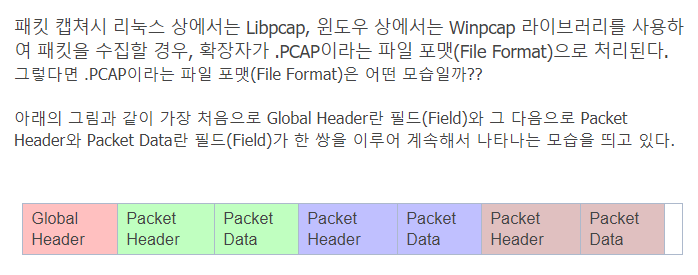 패킷 캡쳐시 리눅스 상에서는 Libpcap, 윈도우 상에서는 Winpcap 라이브러리를 사용하
여 패킷을 수집할 경우, 확장자가 .PCAP이라는 파일 포맷(File Format)으로 처리된다.
그렇다면 .PCAP이라는 파일 포맷(File Format)은 어떤 모습일까??
아래의 그림과 같이 가장 처음으로 Global Header란 필드(Field)와 그 다음으로 Packet
Header와 Packet Data란 필드(Field)가 한 쌍을 이루어 계속해서 나타나는 모습을 띄고 있다.
Global Packet Packet Packet Packet Packet Packet
Header Header Data Header Data Header Data